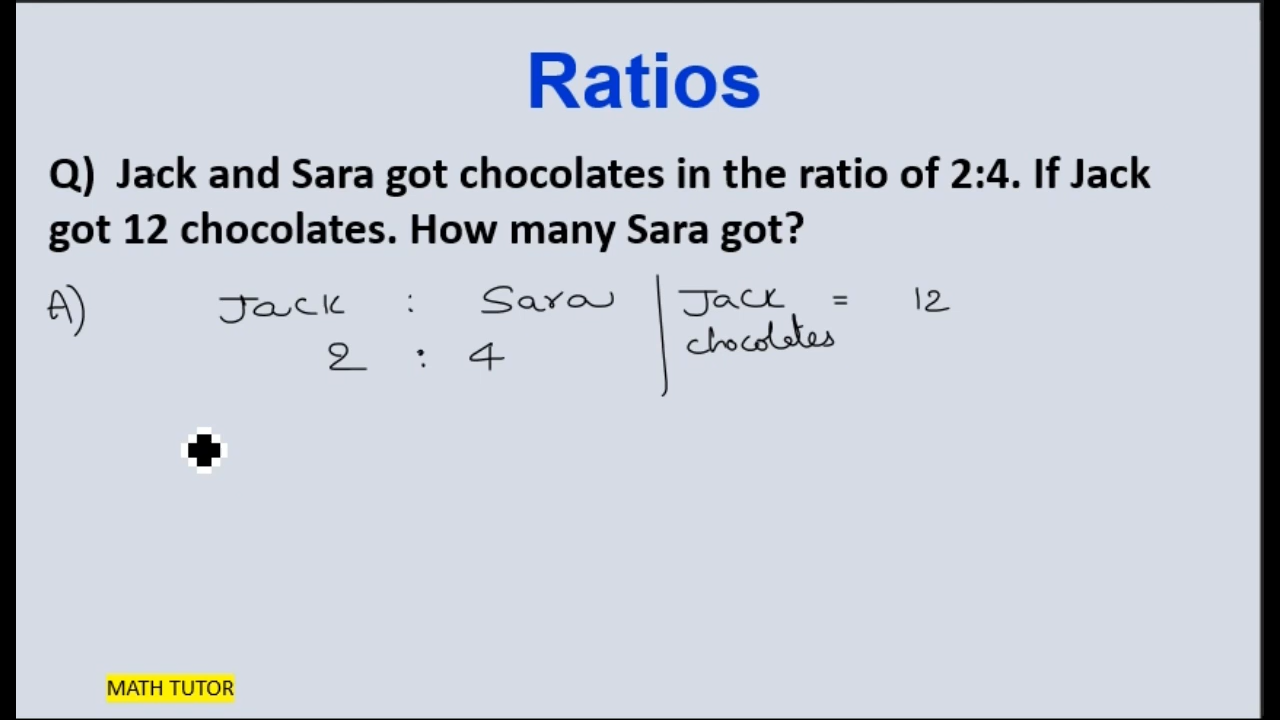 Ratios
Q) Jack and Sara got chocolates in the ratio of 2:4. If Jack
got 12 chocolates. How many Sara got?
A) Jack : Sara | Jack = 12
chocoletes
2 : 4
MATH TUTOR